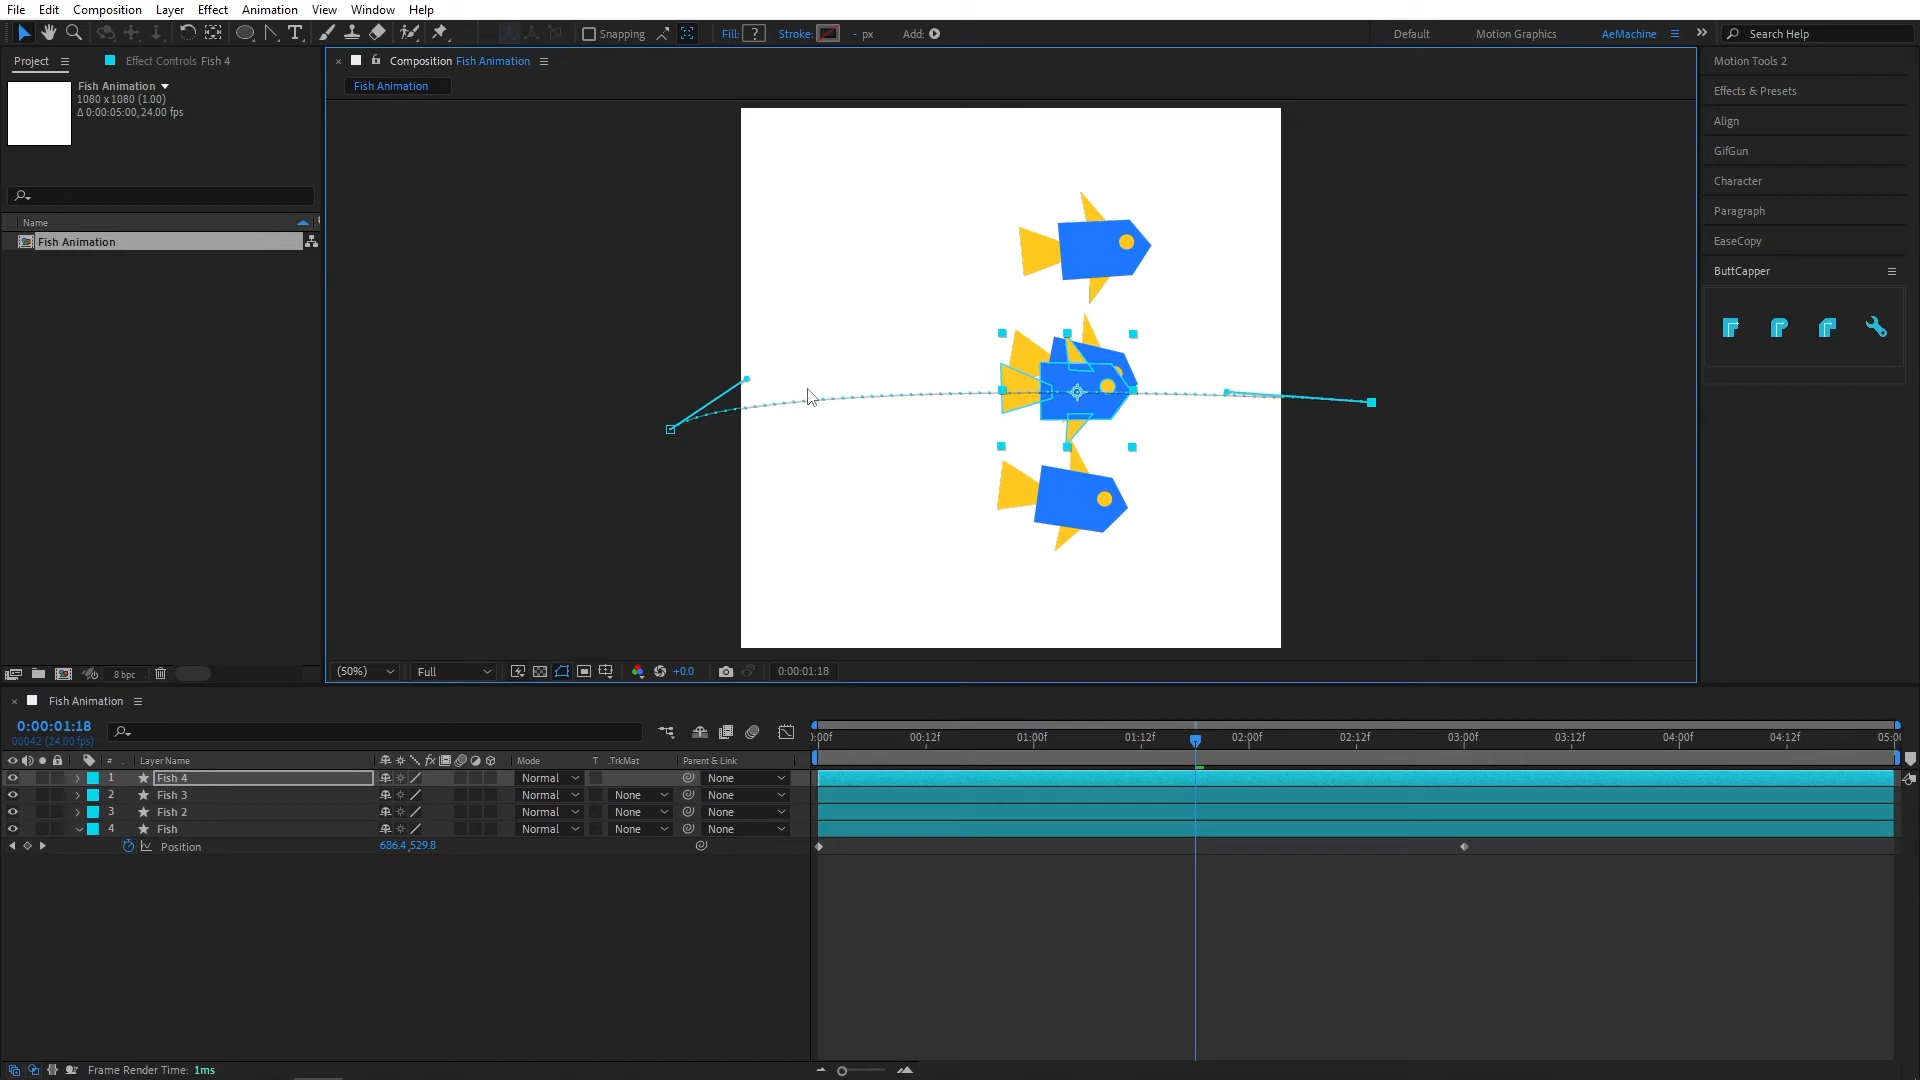 File Edit Composition Layer Effect Animation View Window Help
Snapping Fill: ? Stroke: - px Add: Default Motion Graphics AeMachine Search Help
Project Effect Controls Fish 4
Fish Animation
1080 x 1080 (1.00)
Δ 0:00:05:00, 24.00 fps
Name
Fish Animation
8 bpc
Composition Fish Animation
Fish Animation
(50%) Full +0.0 0:00:01:18
Motion Tools 2
Effects & Presets
Align
GifGun
Character
Paragraph
EaseCopy
ButtCapper
Fish Animation
0:00:01:18
00042 (24.00 fps)
:00f 00:12f 01:00f 01:12f 02:00f 02:12f 03:00f 03:12f 04:00f 04:12f 05:00
# Layer Name fx Mode T .TrkMat Parent & Link
1 Fish 4 Normal None
2 Fish 3 Normal None None
3 Fish 2 Normal None None
4 Fish Normal None None
Position 686.4,529.8
Frame Render Time: 1ms